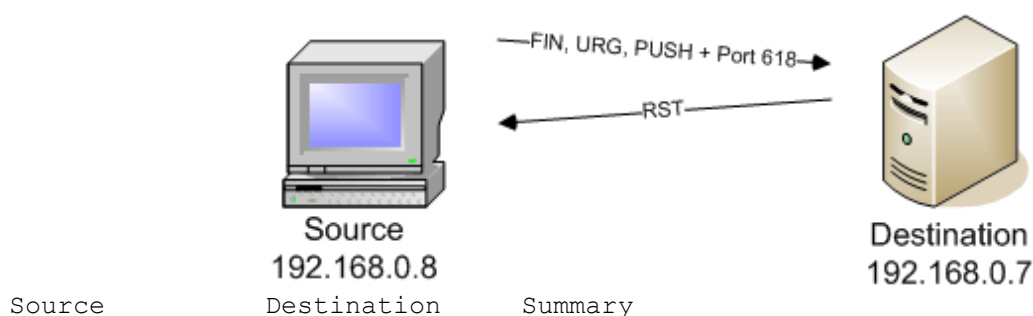 FIN, URG, PUSH + Port 618
RST
Source
192.168.0.8
Destination
192.168.0.7
Source Destination Summary